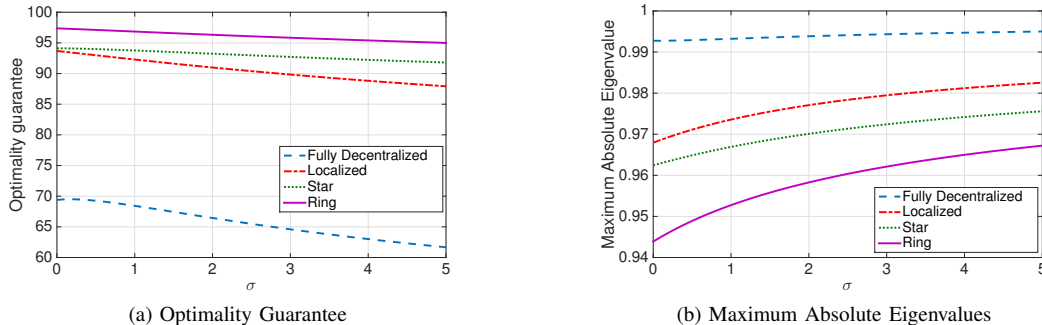 100
95
90
85
80
75
70
65
60
Optimality guarantee
Fully Decentralized
Localized
Star
Ring
0 1 2 3 4 5
σ
(a) Optimality Guarantee
1
0.99
0.98
0.97
0.96
0.95
0.94
Maximum Absolute Eigenvalue
Fully Decentralized
Localized
Star
Ring
0 1 2 3 4 5
σ
(b) Maximum Absolute Eigenvalues